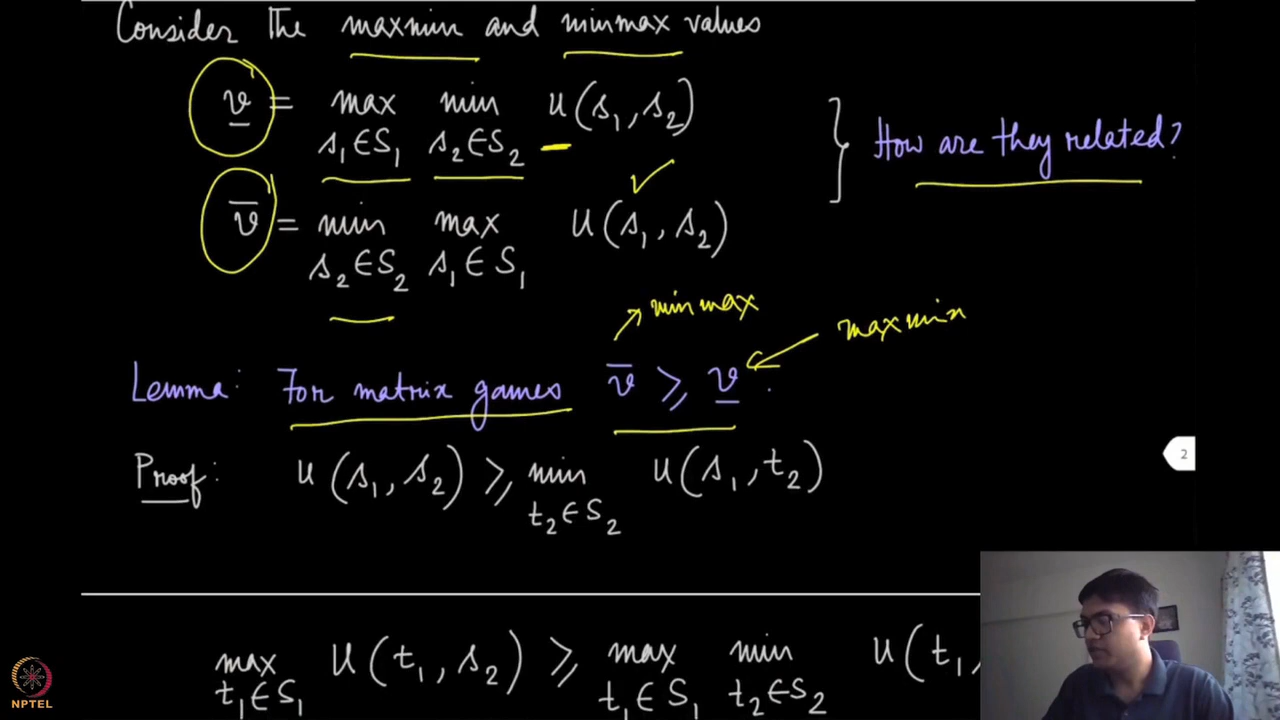 Consider the maxmin and minmax values
v̲ = max min u(s₁, s₂)
s₁∈S₁ s₂∈S₂
How are they related?
v̅ = min max u(s₁, s₂)
s₂∈S₂ s₁∈S₁
minmax
maxmin
Lemma: For matrix games v̅ ⩾ v̲.
Proof: u(s₁, s₂) ⩾ min u(s₁, t₂)
t₂∈S₂
2
max u(t₁, s₂) ⩾ max min u(t₁,
t₁∈S₁ t₁∈S₁ t₂∈S₂
NPTEL